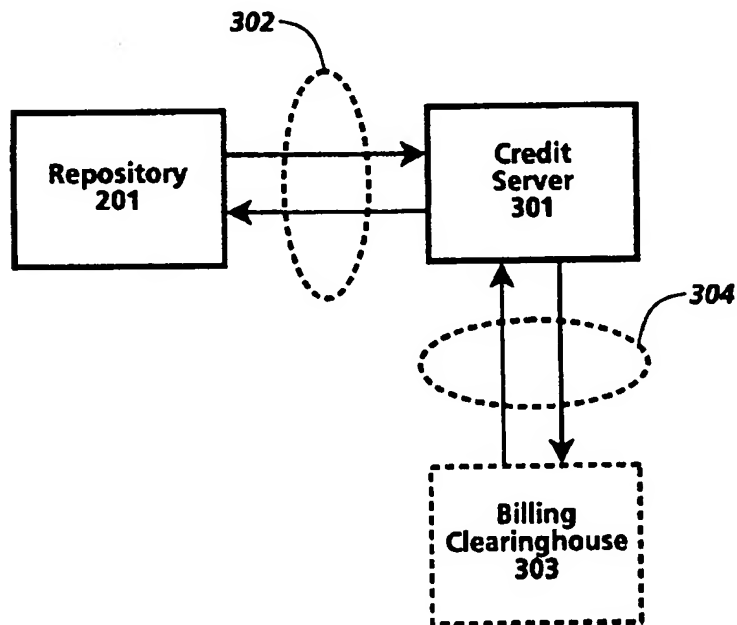 302
Repository
201
Credit
Server
301
304
Billing
Clearinghouse
303